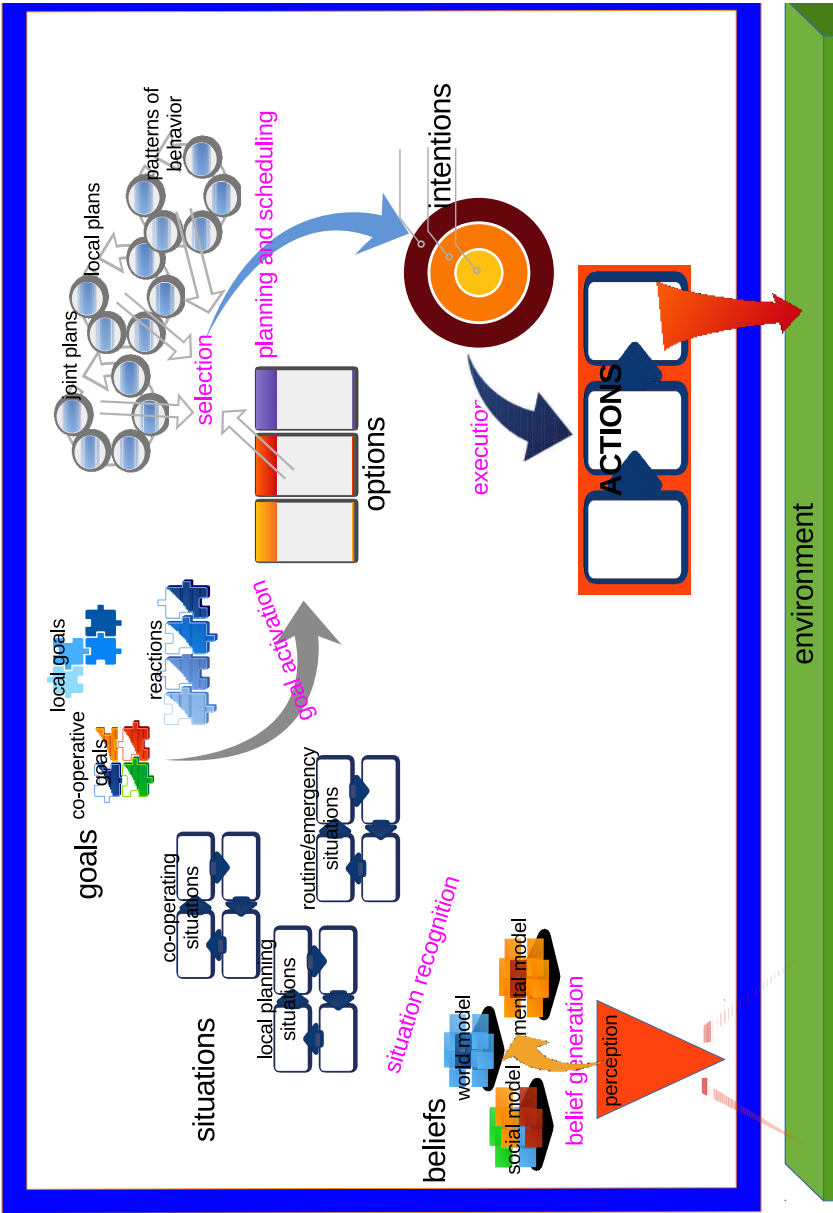 goals
co-operative
goals
local goals
reactions
joint plans
local plans
patterns of
behavior
situations
co-operating
situations
local planning
situations
routine/emergency
situations
goal activation
selection
planning and scheduling
options
situation recognition
beliefs
social model
world model
mental model
intentions
execution
belief generation
perception
ACTIONS
environment